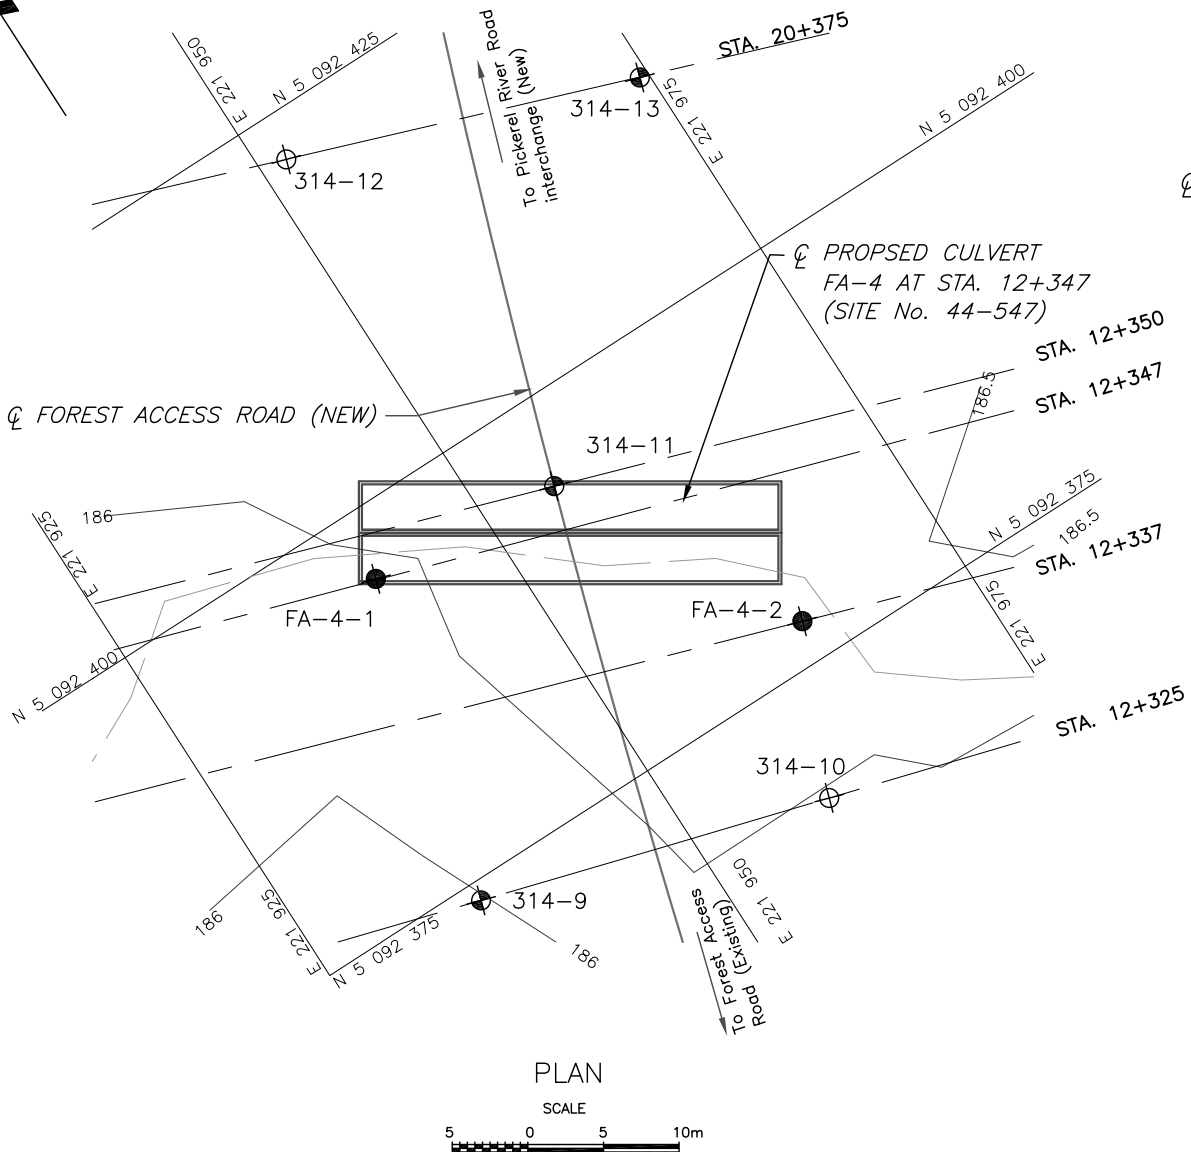 STA. 20+375
E 221 950
N 5 092 425
To Pickerel River Road
interchange (New)
314-13
E 221 975
N 5 092 400
314-12
℄
℄ PROPSED CULVERT
FA-4 AT STA. 12+347
(SITE No. 44-547)
STA. 12+350
STA. 12+347
186.5
℄ FOREST ACCESS ROAD (NEW)
314-11
N 5 092 375
186.5
186
E 221 925
STA. 12+337
FA-4-1
FA-4-2
E 221 975
N 5 092 400
STA. 12+325
314-10
E 221 950
314-9
186
E 221 925
N 5 092 375
186
To Forest Access
Road (Existing)
PLAN
SCALE
5 0 5 10m